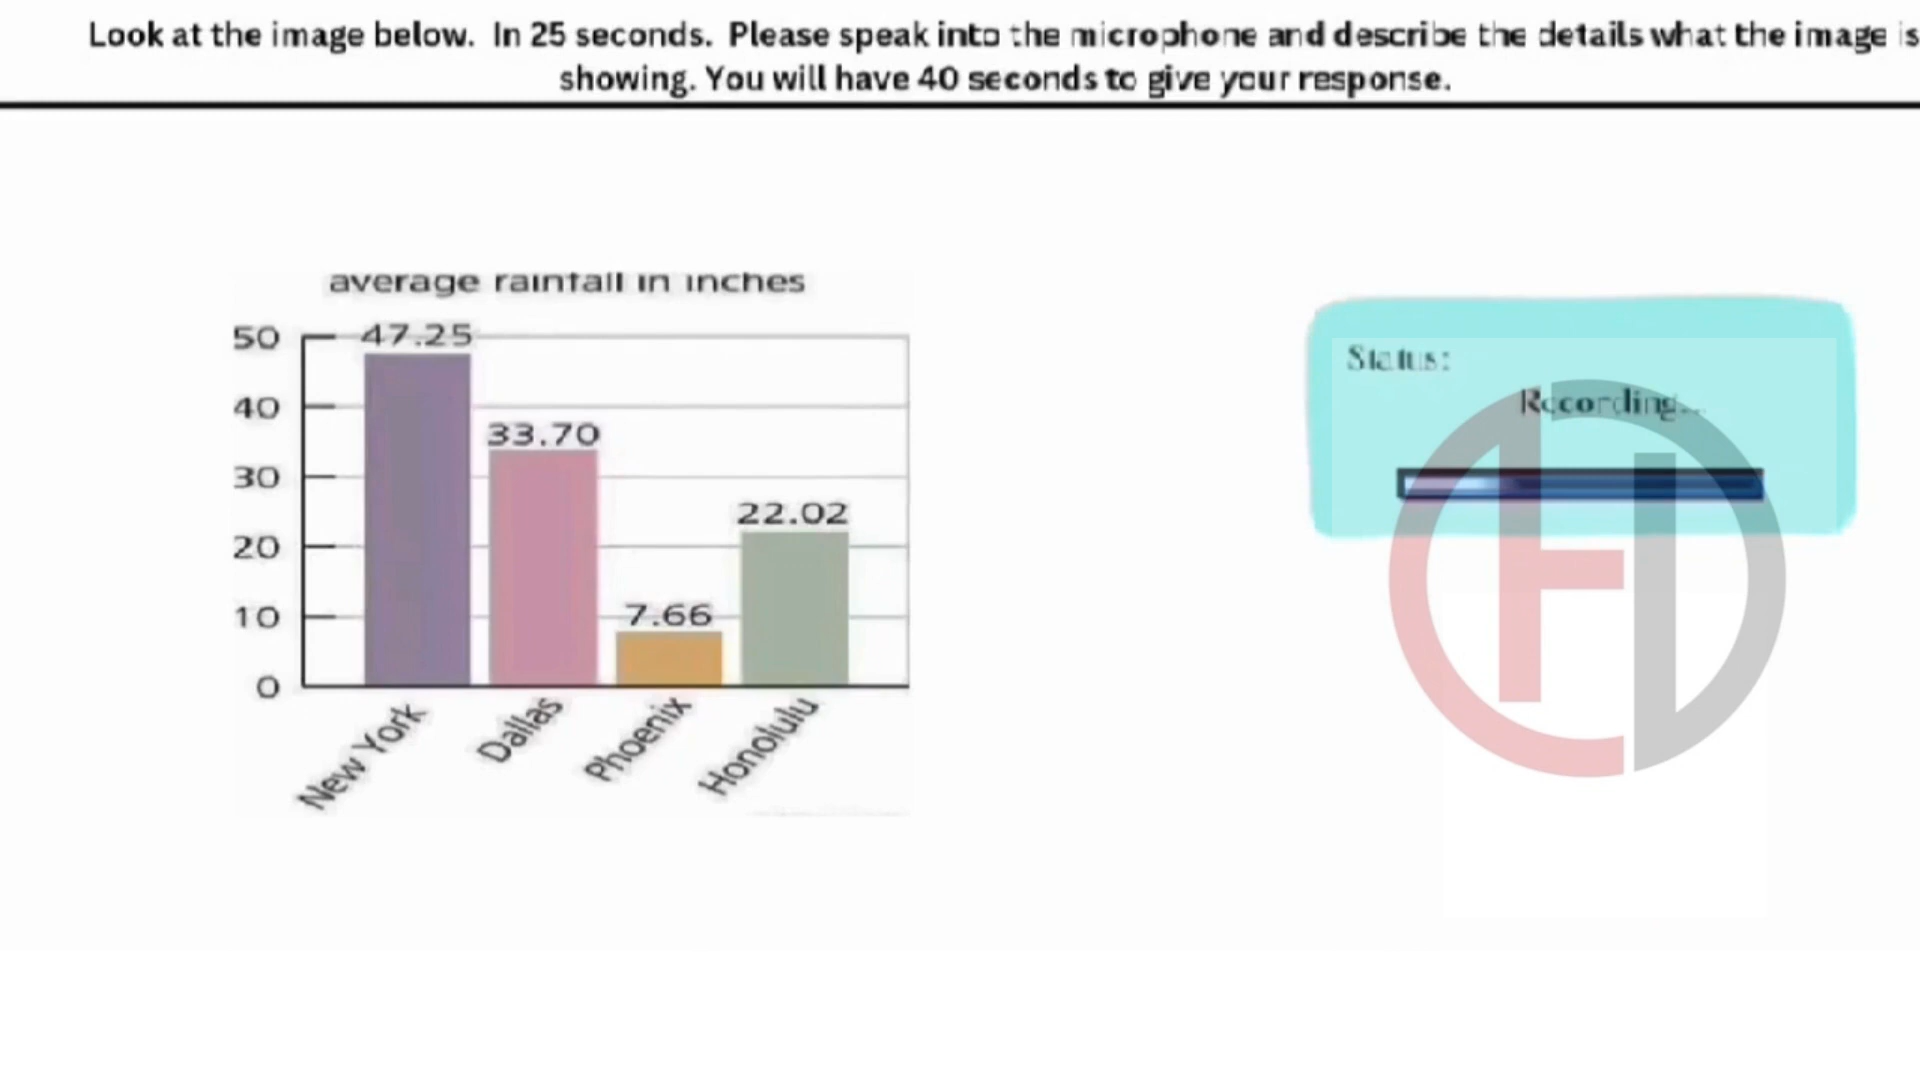 Look at the image below. In 25 seconds. Please speak into the microphone and describe the details what the image is
showing. You will have 40 seconds to give your response.
average rainfall in inches
50
40
30
20
10
0
47.25
33.70
7.66
22.02
New York
Dallas
Phoenix
Honolulu
Status:
Recording...